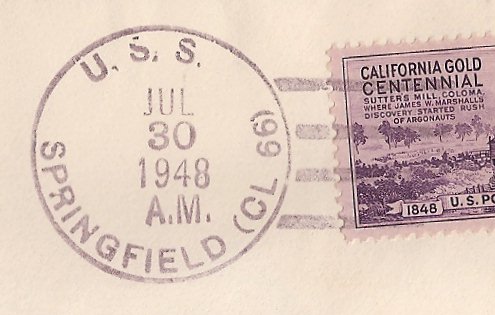 U. S. S.
JUL
30
1948
A.M.
SPRINGFIELD (CL 66)
CALIFORNIA GOLD
CENTENNIAL
SUTTER'S MILL, COLOMA,
WHERE JAMES W. MARSHALL'S
DISCOVERY STARTED RUSH
OF ARGONAUTS
1848 U.S. PO